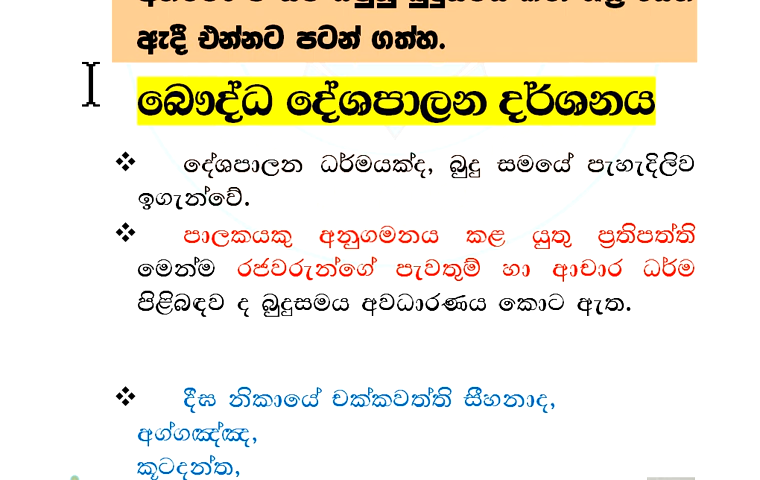 ඇදී එන්නට පටන් ගත්හ.
බෞද්ධ දේශපාලන දර්ශනය
❖ දේශපාලන ධර්මයක්ද, බුදු සමයේ පැහැදිලිව
ඉගැන්වේ.
❖ පාලකයකු අනුගමනය කළ යුතු ප්‍රතිපත්ති
මෙන්ම රජවරුන්ගේ පැවතුම් හා ආචාර ධර්ම
පිළිබඳව ද බුදුසමය අවධාරණය කොට ඇත.
❖ දීඝ නිකායේ චක්කවත්ති සීහනාද,
අග්ගඤ්ඤ,
කූටදන්ත,